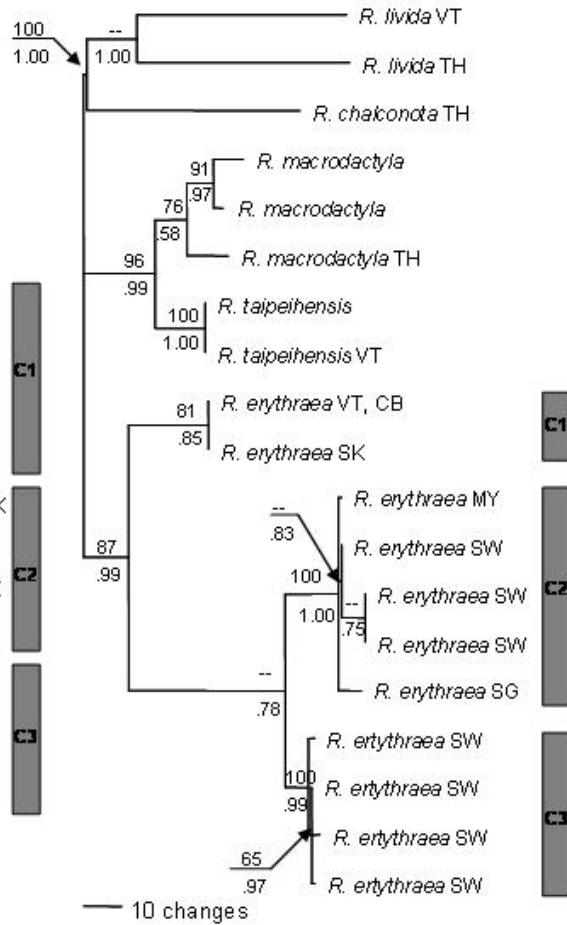 R. livida VT
100
--
1.00
1.00
R. livida TH
R. chalconota TH
91
R. macrodactyla
.97
76
R. macrodactyla
.58
R. macrodactyla TH
96
.99
R. taipeihensis
100
1.00
R. taipeihensis VT
C1
81
R. erythraea VT, CB
C1
.85
R. erythraea SK
R. erythraea MY
K
--
.83
R. erythraea SW
87
C2
100
--
R. erythraea SW
C2
.99
1.00
.75
R. erythraea SW
--
R. erythraea SG
.78
C3
R. ertythraea SW
100
R. ertythraea SW
.99
C3
R. ertythraea SW
65
.97
R. ertythraea SW
10 changes